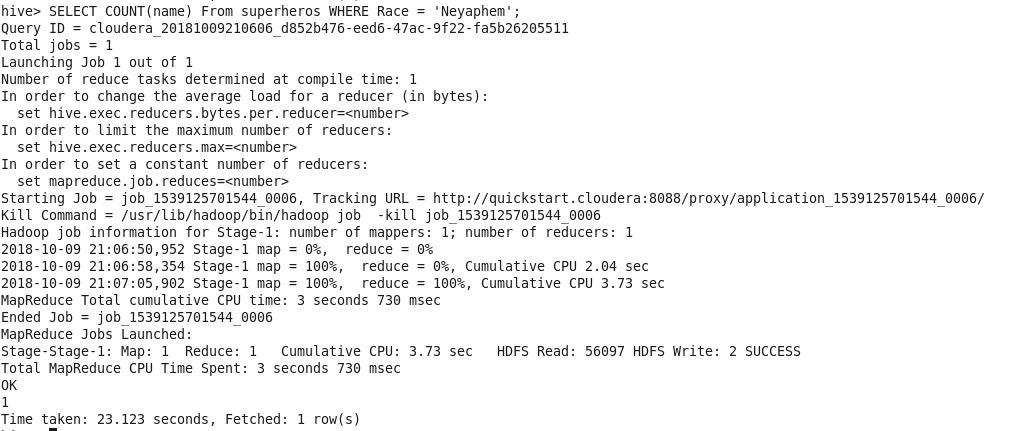 hive> SELECT COUNT(name) From superheros WHERE Race = 'Neyaphem';
Query ID = cloudera_20181009210606_d852b476-eed6-47ac-9f22-fa5b26205511
Total jobs = 1
Launching Job 1 out of 1
Number of reduce tasks determined at compile time: 1
In order to change the average load for a reducer (in bytes):
  set hive.exec.reducers.bytes.per.reducer=<number>
In order to limit the maximum number of reducers:
  set hive.exec.reducers.max=<number>
In order to set a constant number of reducers:
  set mapreduce.job.reduces=<number>
Starting Job = job_1539125701544_0006, Tracking URL = http://quickstart.cloudera:8088/proxy/application_1539125701544_0006/
Kill Command = /usr/lib/hadoop/bin/hadoop job  -kill job_1539125701544_0006
Hadoop job information for Stage-1: number of mappers: 1; number of reducers: 1
2018-10-09 21:06:50,952 Stage-1 map = 0%,  reduce = 0%
2018-10-09 21:06:58,354 Stage-1 map = 100%,  reduce = 0%, Cumulative CPU 2.04 sec
2018-10-09 21:07:05,902 Stage-1 map = 100%,  reduce = 100%, Cumulative CPU 3.73 sec
MapReduce Total cumulative CPU time: 3 seconds 730 msec
Ended Job = job_1539125701544_0006
MapReduce Jobs Launched:
Stage-Stage-1: Map: 1  Reduce: 1   Cumulative CPU: 3.73 sec   HDFS Read: 56097 HDFS Write: 2 SUCCESS
Total MapReduce CPU Time Spent: 3 seconds 730 msec
OK
1
Time taken: 23.123 seconds, Fetched: 1 row(s)